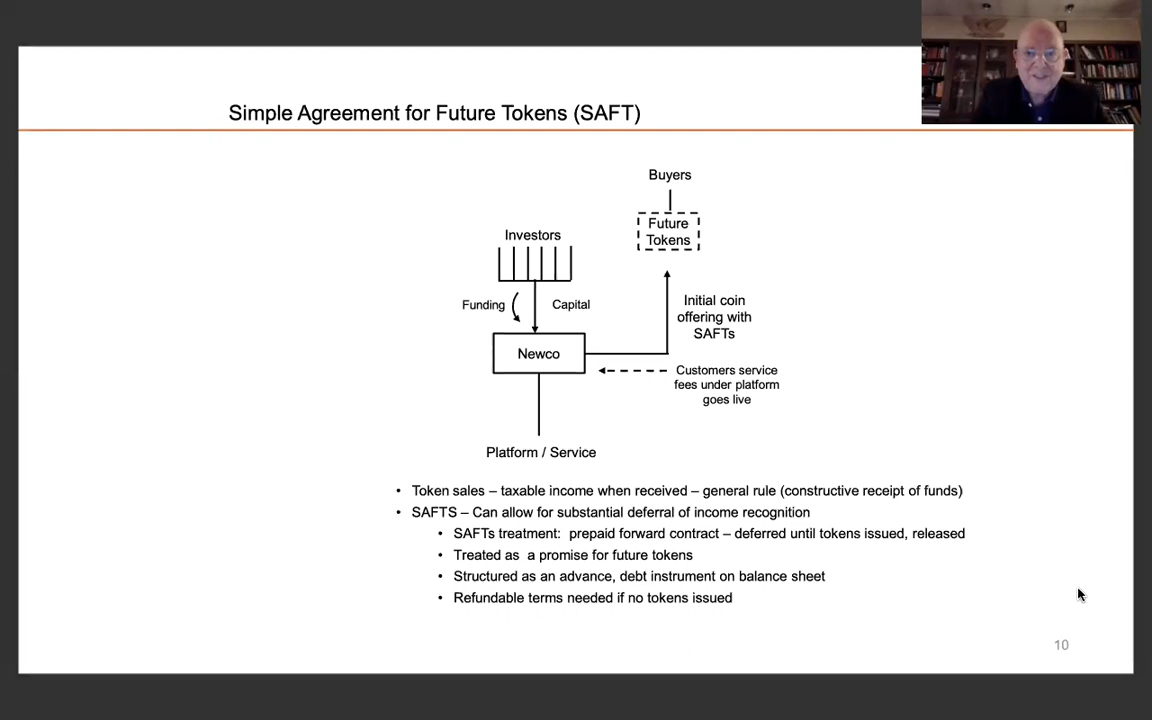 Simple Agreement for Future Tokens (SAFT)
Buyers
Future
Tokens
Investors
Funding
Capital
Initial coin
offering with
SAFTs
Newco
Customers service
fees under platform
goes live
Platform / Service
• Token sales – taxable income when received – general rule (constructive receipt of funds)
• SAFTS – Can allow for substantial deferral of income recognition
• SAFTs treatment: prepaid forward contract – deferred until tokens issued, released
• Treated as a promise for future tokens
• Structured as an advance, debt instrument on balance sheet
• Refundable terms needed if no tokens issued
10